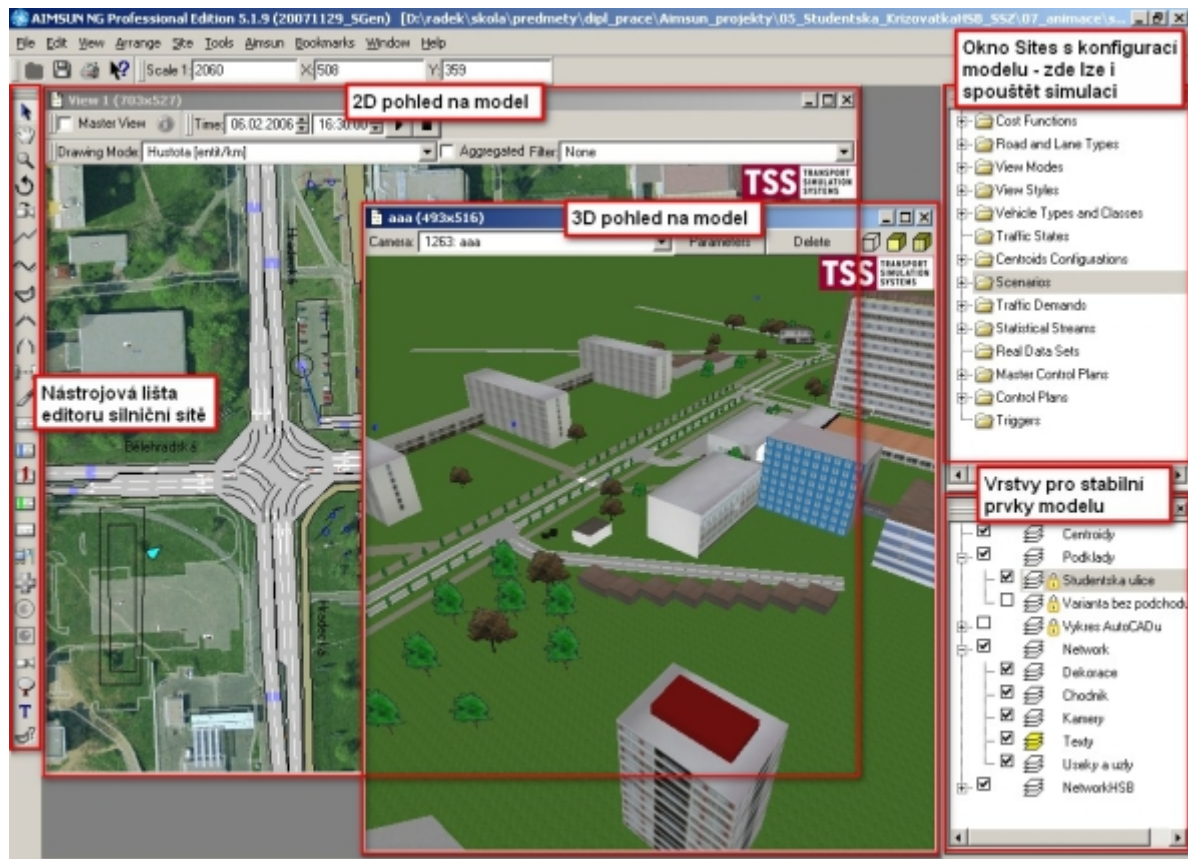 AIMSUN NG Professional Edition 5.1.9 (20071129_SGen) [D:\radek\skola\predmety\dipl_prace\Aimsun_projekty\05_Studentska_KrizovatkaHSB_SSZ\07_animace\s...
File Edit View Arrange Site Tools Aimsun Bookmarks Window Help
Scale 1: 2060 X: 508 Y: 359
Okno Sites s konfigurací
modelu - zde lze i
spouštět simulaci
View 1 (703x527)
2D pohled na model
Master View Time: 06.02.2006 16:30:00
Drawing Mode: Hustota [entit/km] Aggregated Filter: None
TSS TRANSPORT
SIMULATION
SYSTEMS
aaa (493x516)
3D pohled na model
Camera: 1263: aaa Parameters Delete
TSS TRANSPORT
SIMULATION
SYSTEMS
Nástrojová lišta
editoru silniční sítě
Bělehradská
Cost Functions
Road and Lane Types
View Modes
View Styles
Vehicle Types and Classes
Traffic States
Centroids Configurations
Scenarios
Traffic Demands
Statistical Streams
Real Data Sets
Master Control Plans
Control Plans
Triggers
Vrstvy pro stabilní
prvky modelu
Centroidy
Podklady
Studentska ulice
Varianta bez podchodu
Vykres AutoCADu
Network
Dekorace
Chodnik
Kamery
Texty
Useky a uzly
NetworkHSB